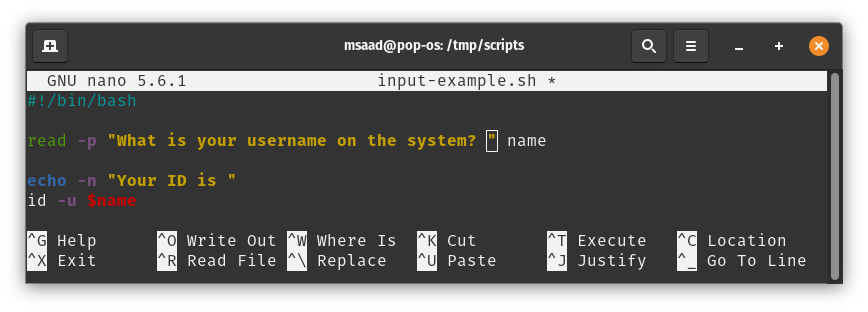 msaad@pop-os: /tmp/scripts
GNU nano 5.6.1 input-example.sh *
#!/bin/bash
read -p "What is your username on the system? " name
echo -n "Your ID is "
id -u $name
^G Help ^O Write Out ^W Where Is ^K Cut ^T Execute ^C Location
^X Exit ^R Read File ^\ Replace ^U Paste ^J Justify ^_ Go To Line